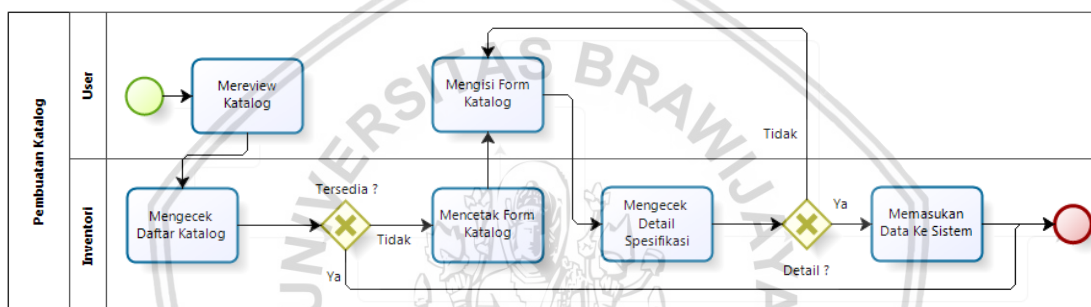 Pembuatan Katalog
User
Mereview
Katalog
Mengisi Form
Katalog
Tidak
Inventori
Mengecek
Daftar Katalog
Tersedia ?
Tidak
Ya
Mencetak Form
Katalog
Mengecek
Detail
Spesifikasi
Ya
Detail ?
Memasukan
Data Ke Sistem
UNIVERSITAS BRAWIJAYA